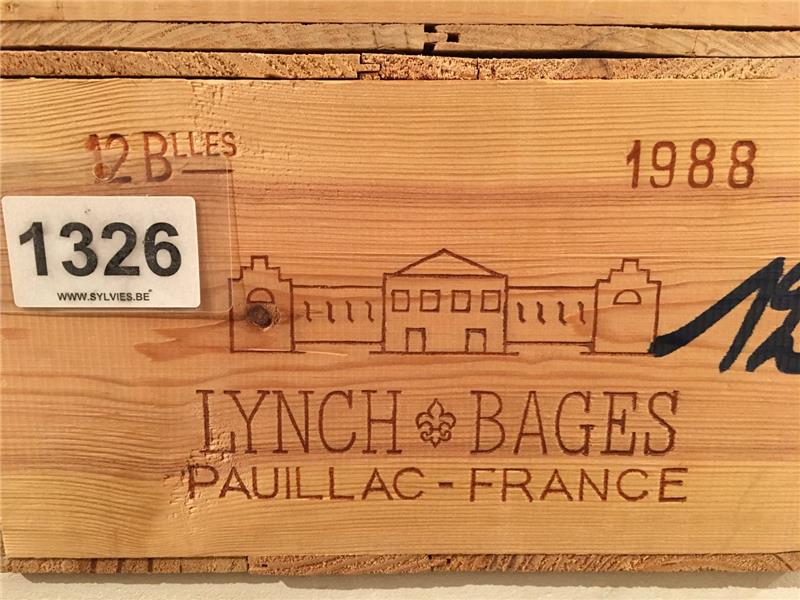 12 BLLES
1988
1326
WWW.SYLVIES.BE
LYNCH BAGES
PAUILLAC-FRANCE